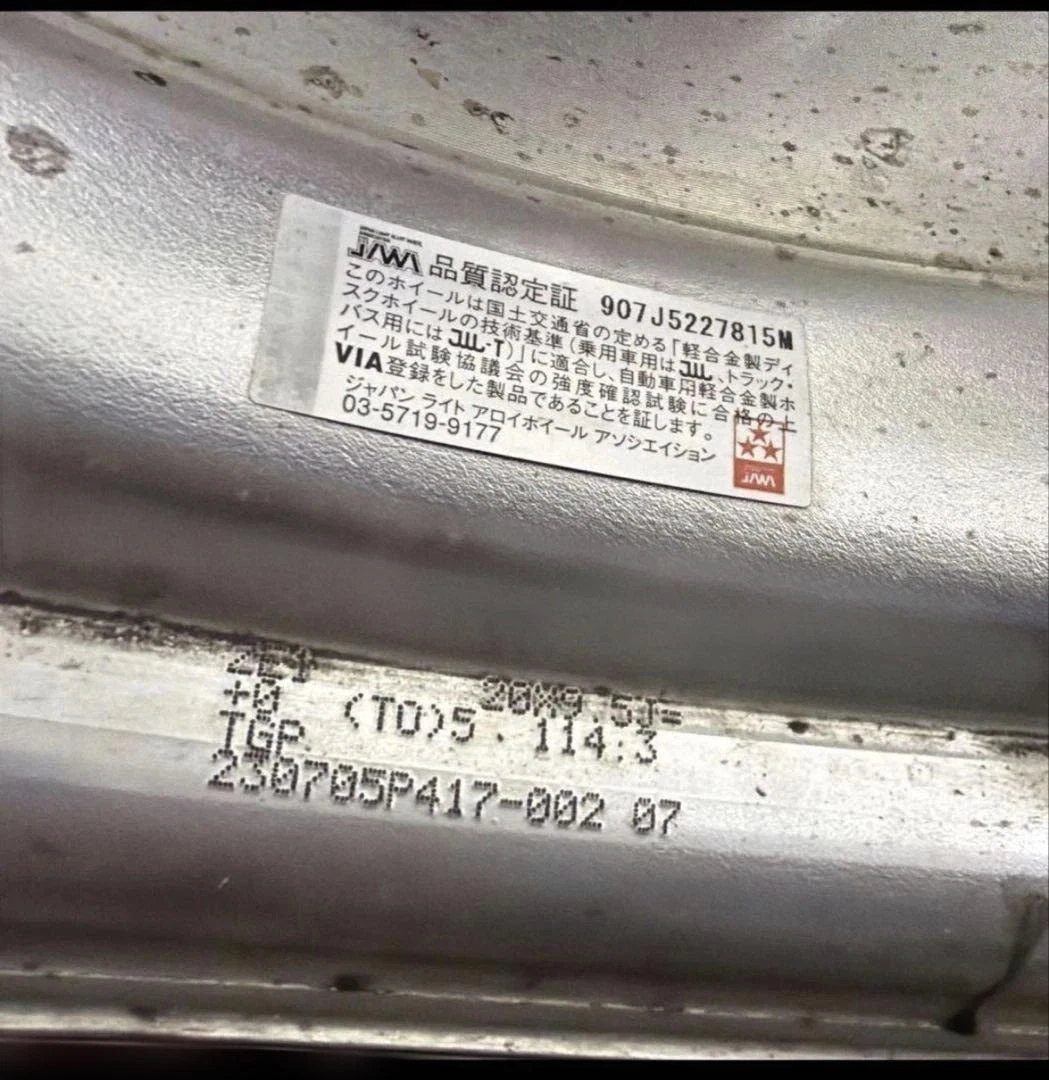 JAWA 品質認定証 907J5227815M
このホイールは国土交通省の定める「軽合金製ディ
スクホイールの技術基準(乗用車用はJWL、トラック・
バス用にはJWL-T)」に適合し、自動車用軽合金製ホ
イール試験協議会の強度確認試験に合格の上
VIA登録をした製品であることを証します。
ジャパン ライト アロイホイール アソシエイション
03-5719-9177
JAWA
20X9.5J=
+0 (TO)5. 114:3
IGP
230705P417-002 07